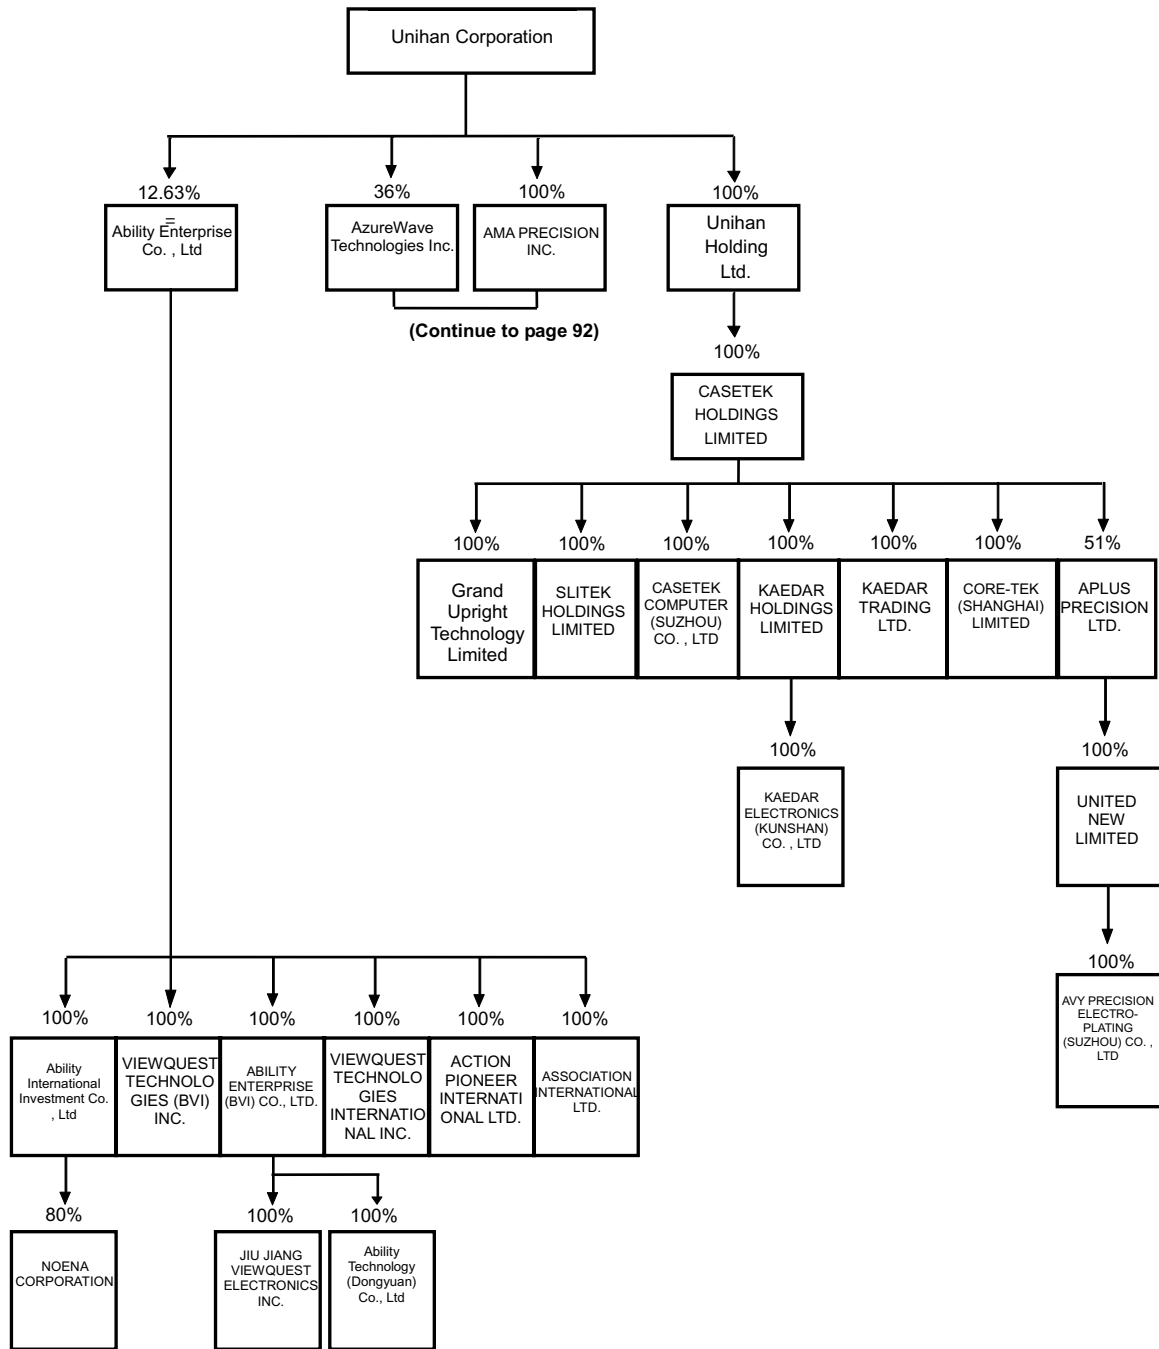 Unihan Corporation
12.63%
36%
100%
100%
=
Ability Enterprise
Co. , Ltd
AzureWave
Technologies Inc.
AMA PRECISION
INC.
Unihan
Holding
Ltd.
(Continue to page 92)
100%
CASETEK
HOLDINGS
LIMITED
100%
100%
100%
100%
100%
100%
51%
Grand
Upright
Technology
Limited
SLITEK
HOLDINGS
LIMITED
CASETEK
COMPUTER
(SUZHOU)
CO. , LTD
KAEDAR
HOLDINGS
LIMITED
KAEDAR
TRADING
LTD.
CORE-TEK
(SHANGHAI)
LIMITED
APLUS
PRECISION
LTD.
100%
100%
KAEDAR
ELECTRONICS
(KUNSHAN)
CO. , LTD
UNITED
NEW
LIMITED
100%
AVY PRECISION
ELECTRO-
PLATING
(SUZHOU) CO. ,
LTD
100%
100%
100%
100%
100%
100%
Ability
International
Investment Co.
, Ltd
VIEWQUEST
TECHNOLO
GIES (BVI)
INC.
ABILITY
ENTERPRISE
(BVI) CO., LTD.
VIEWQUEST
TECHNOLO
GIES
INTERNATIO
NAL INC.
ACTION
PIONEER
INTERNATI
ONAL LTD.
ASSOCIATION
INTERNATIONAL
LTD.
80%
100%
100%
NOENA
CORPORATION
JIU JIANG
VIEWQUEST
ELECTRONICS
INC.
Ability
Technology
(Dongyuan)
Co., Ltd